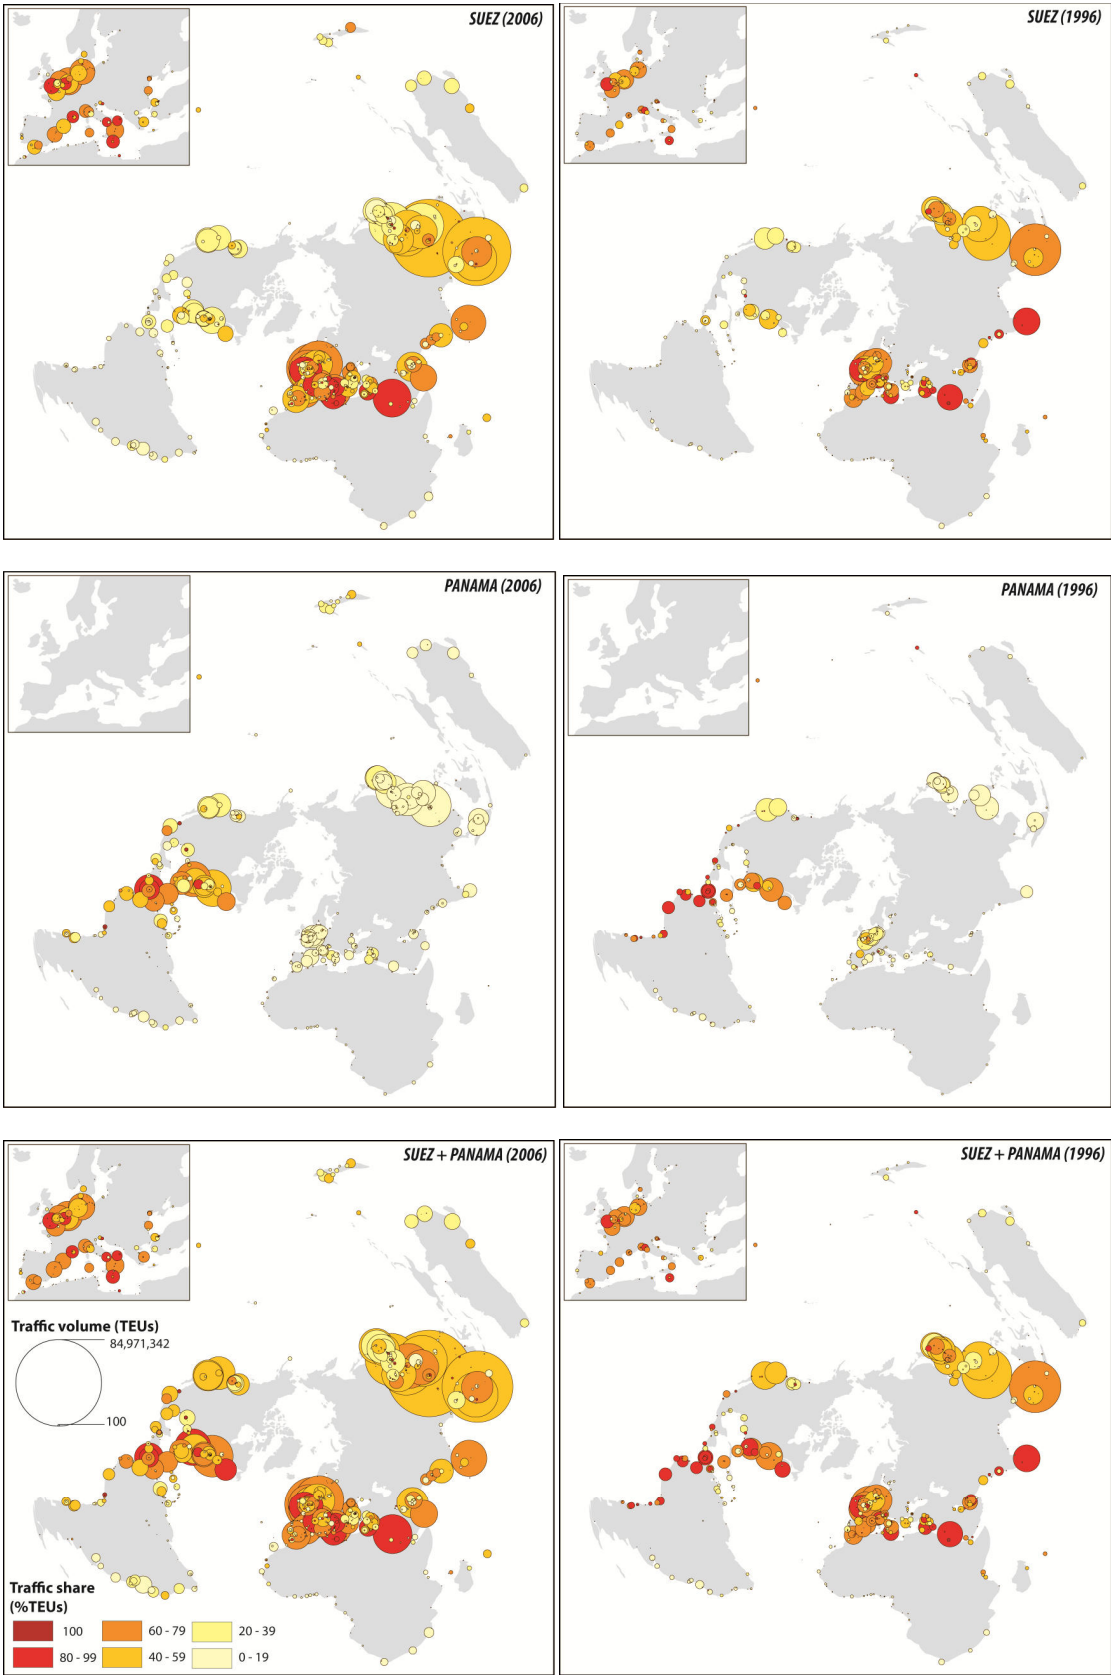 SUEZ (2006)
SUEZ (1996)
PANAMA (2006)
PANAMA (1996)
SUEZ + PANAMA (2006)
SUEZ + PANAMA (1996)
Traffic volume (TEUs)
84,971,342
100
Traffic share
(%TEUs)
100
60 - 79
20 - 39
80 - 99
40 - 59
0 - 19